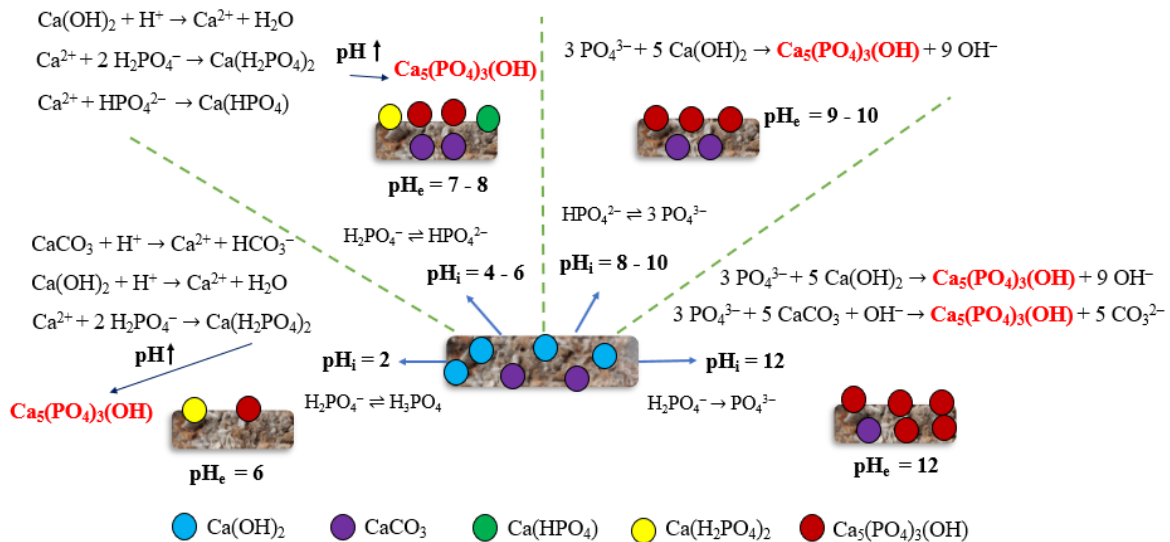 Ca(OH)₂ + H⁺ → Ca²⁺ + H₂O
Ca²⁺ + 2 H₂PO₄⁻ → Ca(H₂PO₄)₂
Ca²⁺ + HPO₄²⁻ → Ca(HPO₄)
pH ↑
Ca₅(PO₄)₃(OH)
pHₑ = 7 - 8
H₂PO₄⁻ ⇌ HPO₄²⁻
pHᵢ = 4 - 6
3 PO₄³⁻ + 5 Ca(OH)₂ → Ca₅(PO₄)₃(OH) + 9 OH⁻
pHₑ = 9 - 10
HPO₄²⁻ ⇌ 3 PO₄³⁻
pHᵢ = 8 - 10
CaCO₃ + H⁺ → Ca²⁺ + HCO₃⁻
Ca(OH)₂ + H⁺ → Ca²⁺ + H₂O
Ca²⁺ + 2 H₂PO₄⁻ → Ca(H₂PO₄)₂
pH↑
Ca₅(PO₄)₃(OH)
pHₑ = 6
pHᵢ = 2
H₂PO₄⁻ ⇌ H₃PO₄
3 PO₄³⁻ + 5 Ca(OH)₂ → Ca₅(PO₄)₃(OH) + 9 OH⁻
3 PO₄³⁻ + 5 CaCO₃ + OH⁻ → Ca₅(PO₄)₃(OH) + 5 CO₃²⁻
pHᵢ = 12
H₂PO₄⁻ → PO₄³⁻
pHₑ = 12
Ca(OH)₂
CaCO₃
Ca(HPO₄)
Ca(H₂PO₄)₂
Ca₅(PO₄)₃(OH)